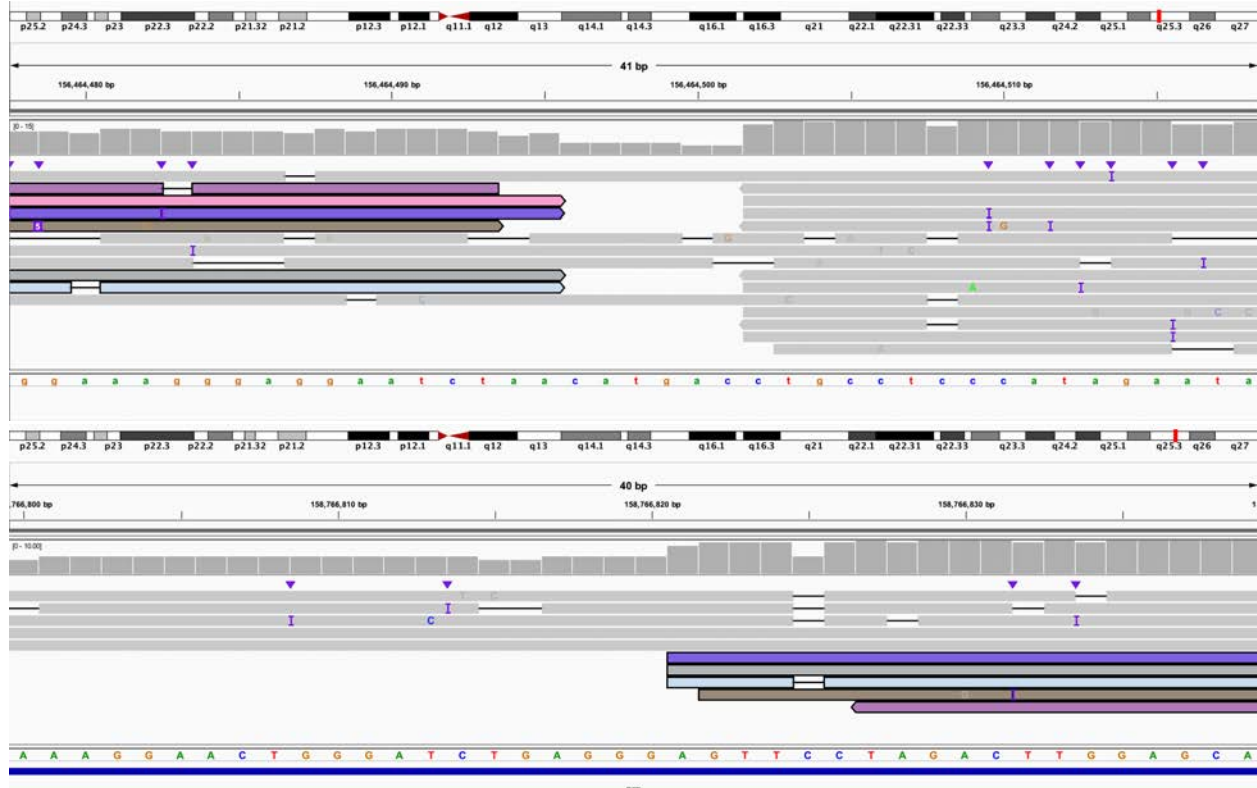 p25.2 p24.3 p23 p22.3 p22.2 p21.32 p21.2 p12.3 p12.1 q11.1 q12 q13 q14.1 q14.3 q16.1 q16.3 q21 q22.1 q22.31 q22.33 q23.3 q24.2 q25.1 q25.3 q26 q27
41 bp
156,464,480 bp 156,464,490 bp 156,464,500 bp 156,464,510 bp
[0 - 15]
I
I
5 I G I
G
I
I
A I
C
I
I
g g a a a g g g a g g a a t c t a a c a t g a c c t g c c t c c c a t a g a a t a
p25.2 p24.3 p23 p22.3 p22.2 p21.32 p21.2 p12.3 p12.1 q11.1 q12 q13 q14.1 q14.3 q16.1 q16.3 q21 q22.1 q22.31 q22.33 q23.3 q24.2 q25.1 q25.3 q26 q27
40 bp
,766,800 bp 158,766,810 bp 158,766,820 bp 158,766,830 bp 1
[0 - 10.00]
T C
I
I C I
A A A G G A A C T G G G A T C T G A G G G A G T T C C T A G A C T T G G A G C A